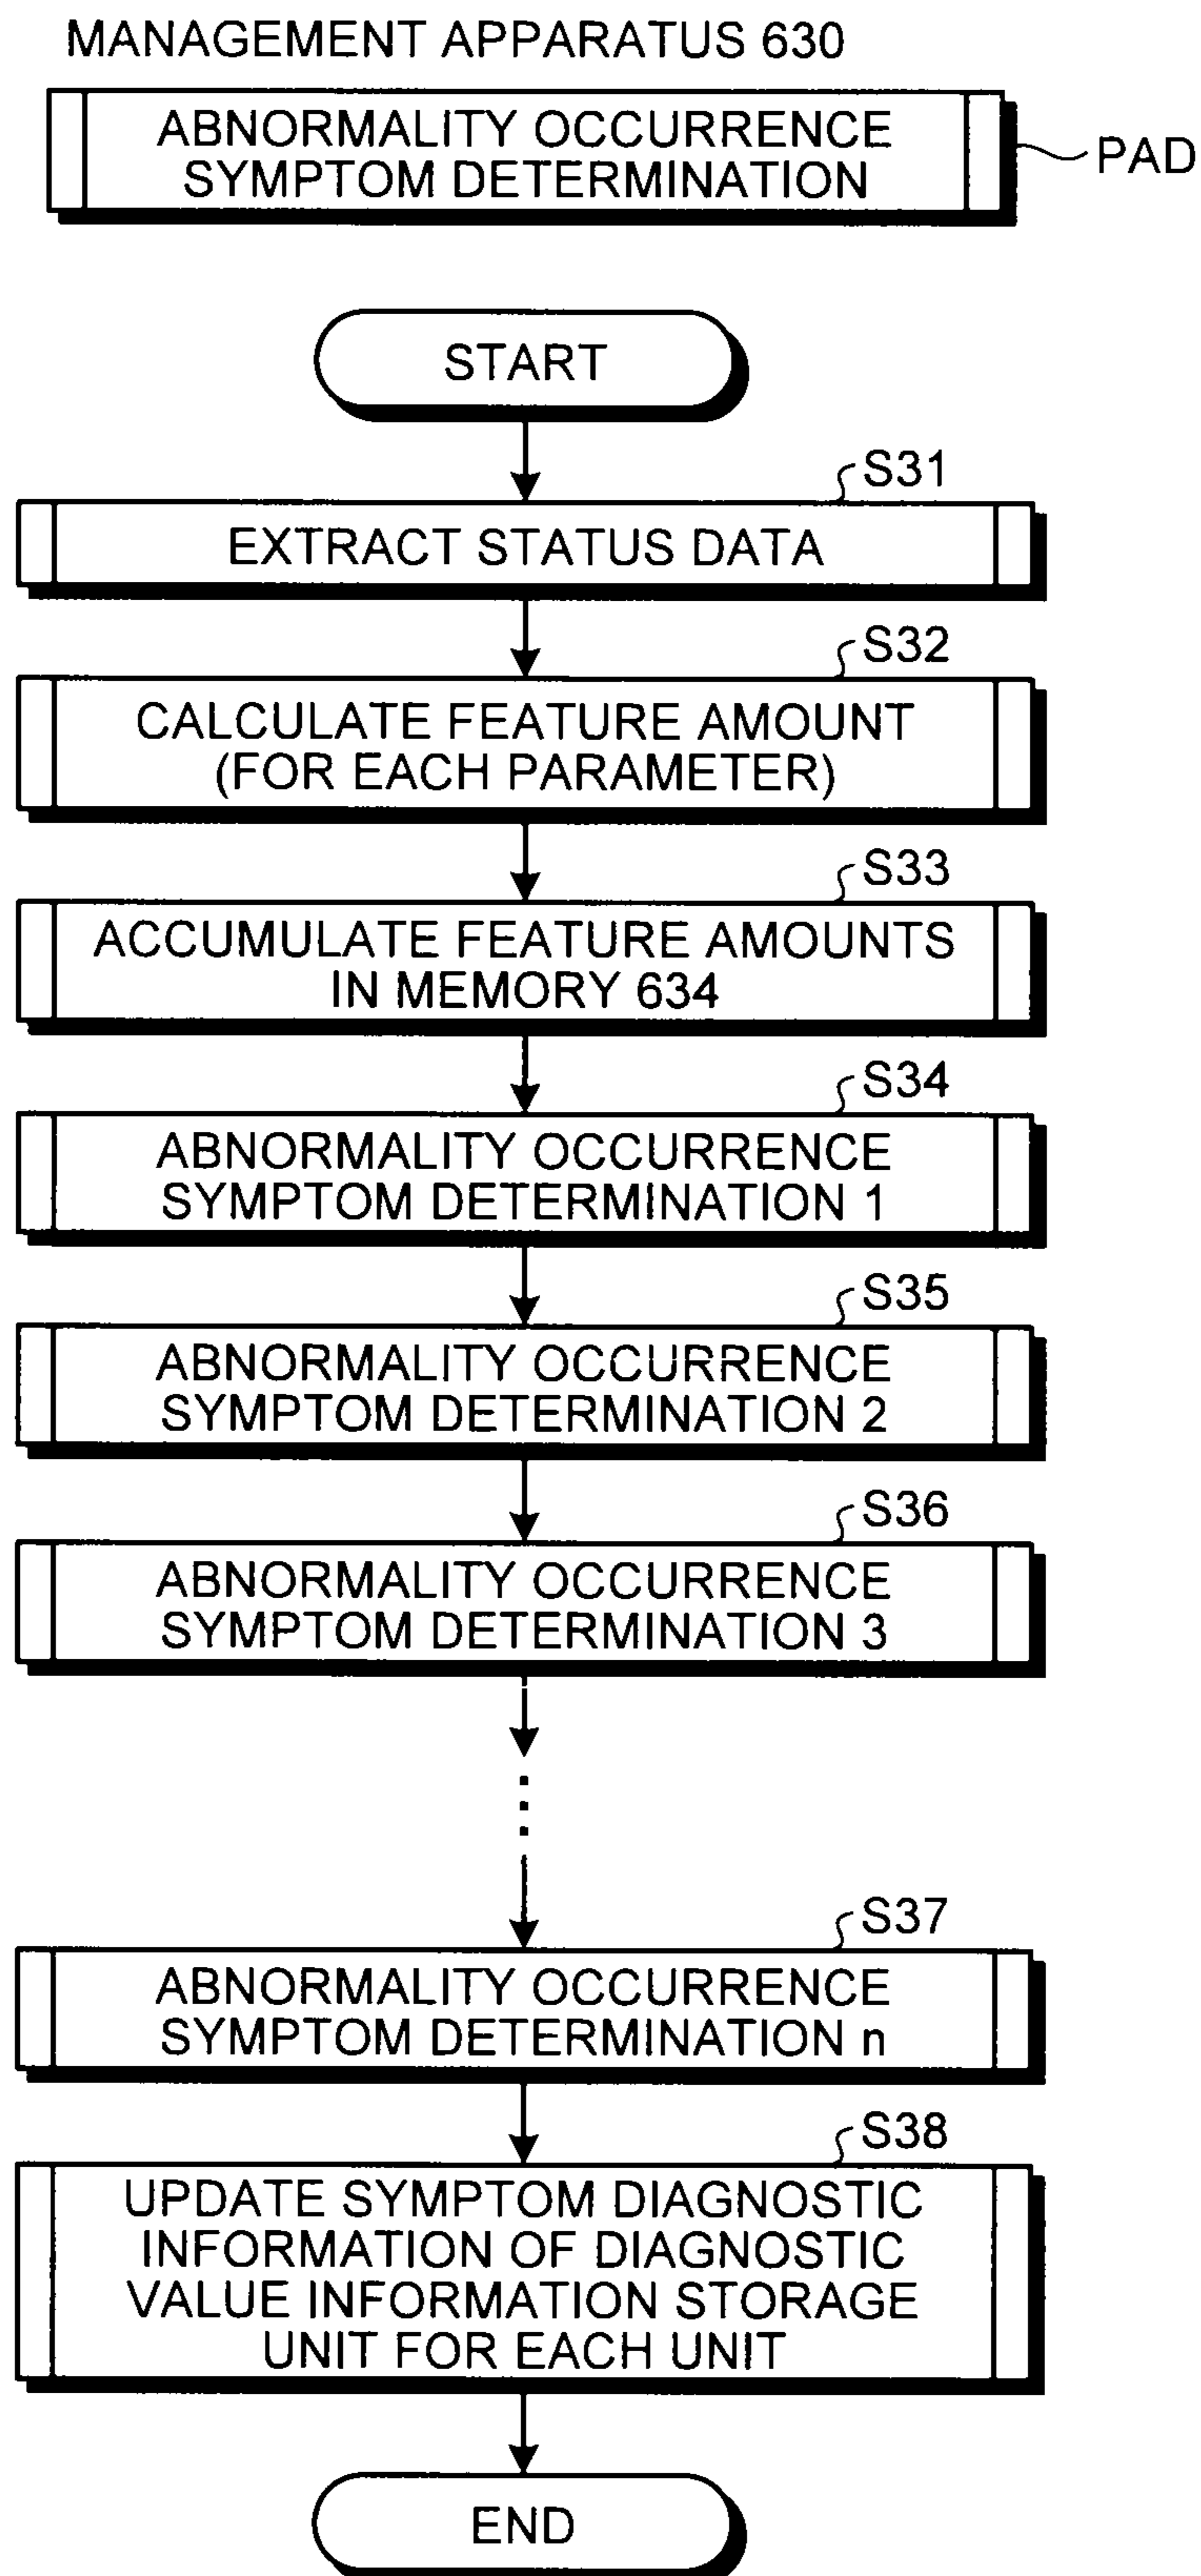 MANAGEMENT APPARATUS 630
ABNORMALITY OCCURRENCE
SYMPTOM DETERMINATION
PAD
START
S31
EXTRACT STATUS DATA
S32
CALCULATE FEATURE AMOUNT
(FOR EACH PARAMETER)
S33
ACCUMULATE FEATURE AMOUNTS
IN MEMORY 634
S34
ABNORMALITY OCCURRENCE
SYMPTOM DETERMINATION 1
S35
ABNORMALITY OCCURRENCE
SYMPTOM DETERMINATION 2
S36
ABNORMALITY OCCURRENCE
SYMPTOM DETERMINATION 3
S37
ABNORMALITY OCCURRENCE
SYMPTOM DETERMINATION n
S38
UPDATE SYMPTOM DIAGNOSTIC
INFORMATION OF DIAGNOSTIC
VALUE INFORMATION STORAGE
UNIT FOR EACH UNIT
END